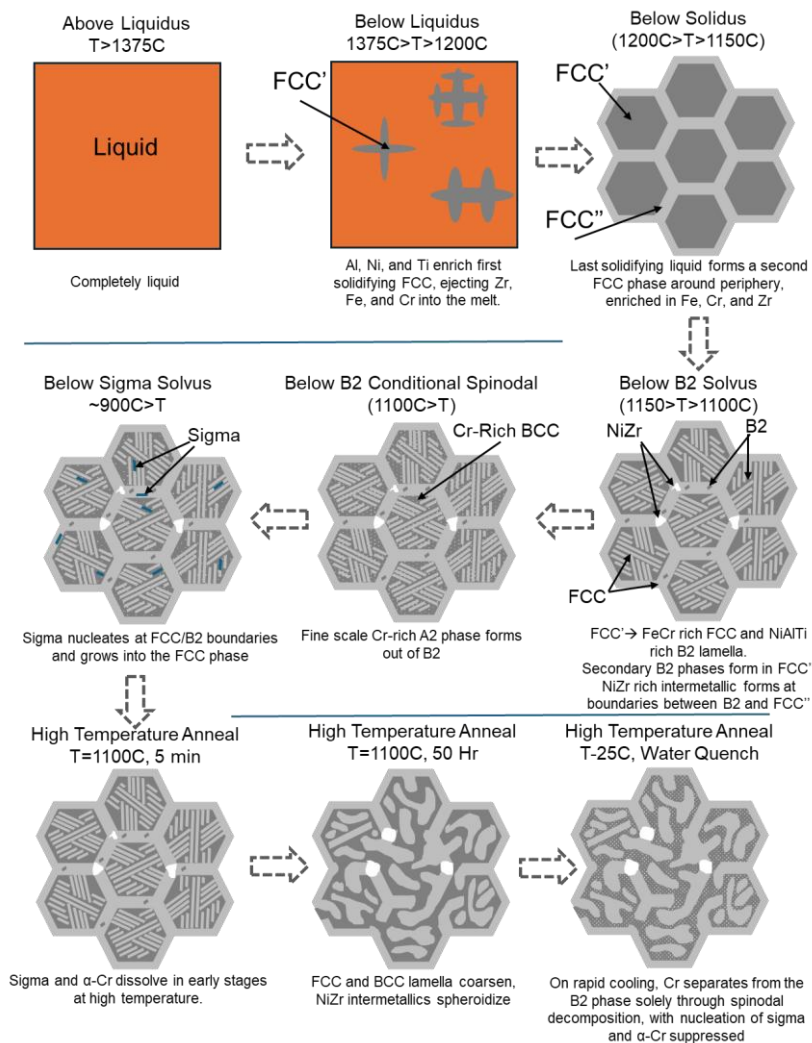 Above Liquidus
T>1375C
Liquid
Completely liquid
Below Liquidus
1375C>T>1200C
FCC'
Al, Ni, and Ti enrich first
solidifying FCC, ejecting Zr,
Fe, and Cr into the melt.
Below Solidus
(1200C>T>1150C)
FCC'
FCC''
Last solidifying liquid forms a second
FCC phase around periphery,
enriched in Fe, Cr, and Zr
Below Sigma Solvus
~900C>T
Sigma
Sigma nucleates at FCC/B2 boundaries
and grows into the FCC phase
Below B2 Conditional Spinodal
(1100C>T)
Cr-Rich BCC
Fine scale Cr-rich A2 phase forms
out of B2
Below B2 Solvus
(1150>T>1100C)
NiZr
B2
FCC
FCC'→ FeCr rich FCC and NiAlTi
rich B2 lamella.
Secondary B2 phases form in FCC'
NiZr rich intermetallic forms at
boundaries between B2 and FCC''
High Temperature Anneal
T=1100C, 5 min
Sigma and α-Cr dissolve in early stages
at high temperature.
High Temperature Anneal
T=1100C, 50 Hr
FCC and BCC lamella coarsen,
NiZr intermetallics spheroidize
High Temperature Anneal
T-25C, Water Quench
On rapid cooling, Cr separates from the
B2 phase solely through spinodal
decomposition, with nucleation of sigma
and α-Cr suppressed